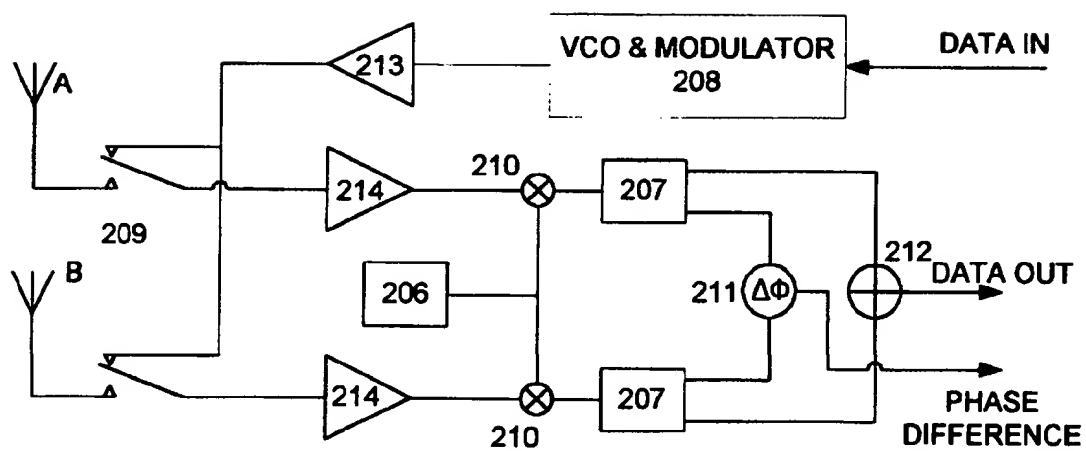 A
213
VCO & MODULATOR
208
DATA IN
214
210
207
209
B
206
211
ΔΦ
212
DATA OUT
214
210
207
PHASE
DIFFERENCE